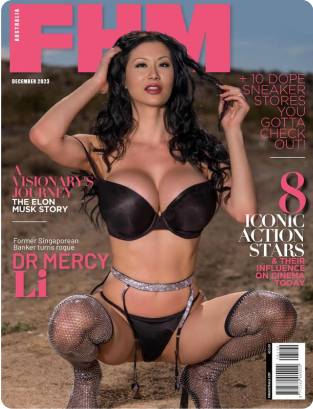 AUSTRALIA
FHM
DECEMBER 2023
+ 10 DOPE
SNEAKER
STORES
YOU
GOTTA
CHECK
OUT!
A
VISIONARY'S
JOURNEY
THE ELON
MUSK STORY
8
ICONIC
ACTION
STARS
& THEIR
INFLUENCE
ON CINEMA
TODAY
Former Singaporean
Banker turns rogue
DR MERCY
Li